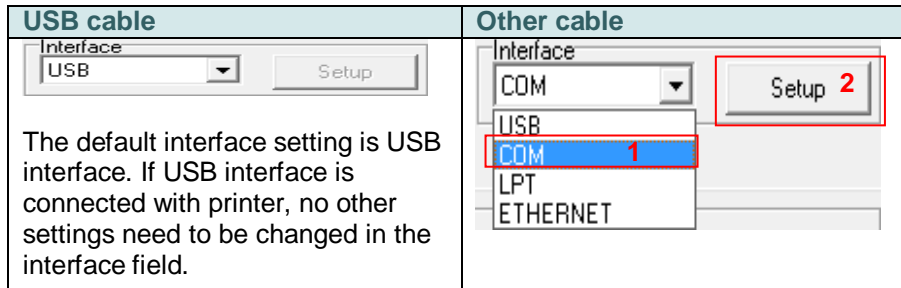 USB cable
Interface
USB
Setup
The default interface setting is USB
interface. If USB interface is
connected with printer, no other
settings need to be changed in the
interface field.
Other cable
Interface
COM
Setup 2
USB
COM 1
LPT
ETHERNET